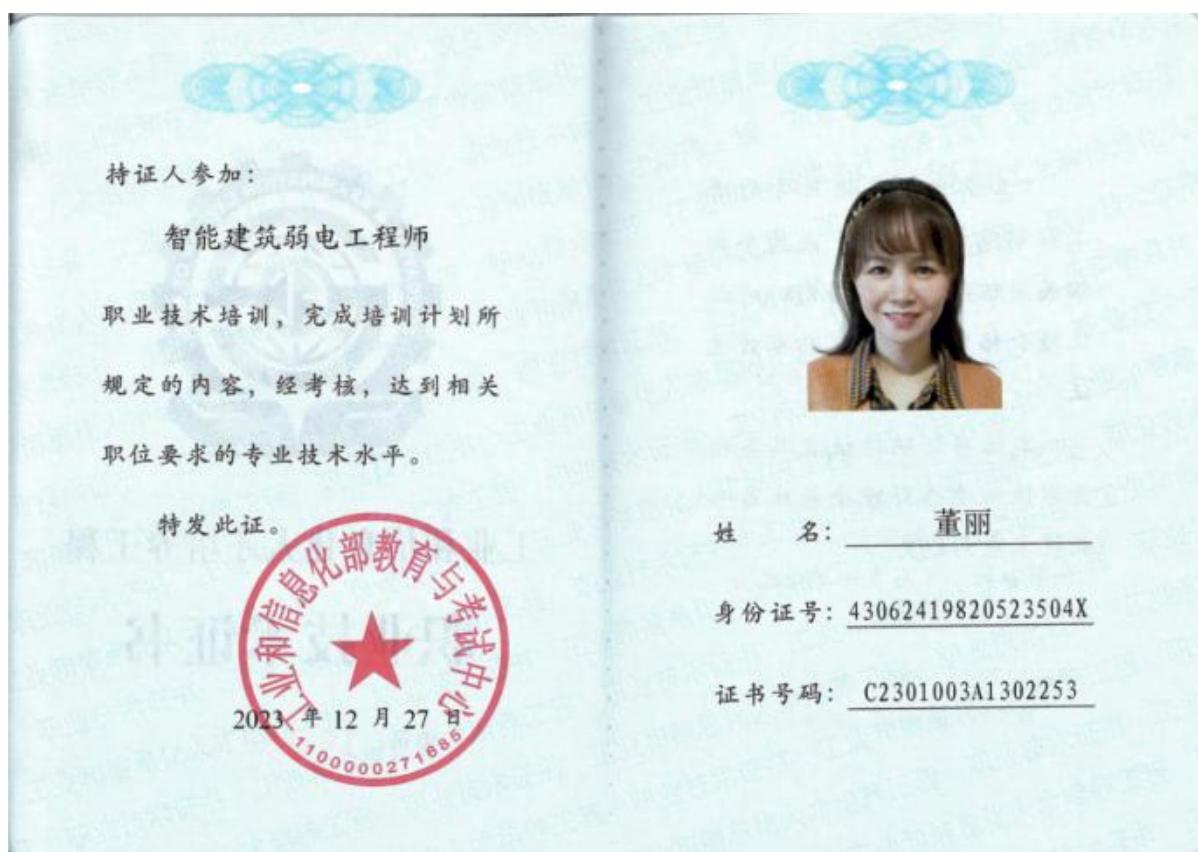 持证人参加：
智能建筑弱电工程师
职业技术培训，完成培训计划所
规定的内容，经考核，达到相关
职位要求的专业技术水平。
特发此证。
工业和信息化部教育与考试中心
2023 年 12 月 27 日
1100000271685
姓 名： 董丽
身份证号： 43062419820523504X
证书号码： C2301003A1302253